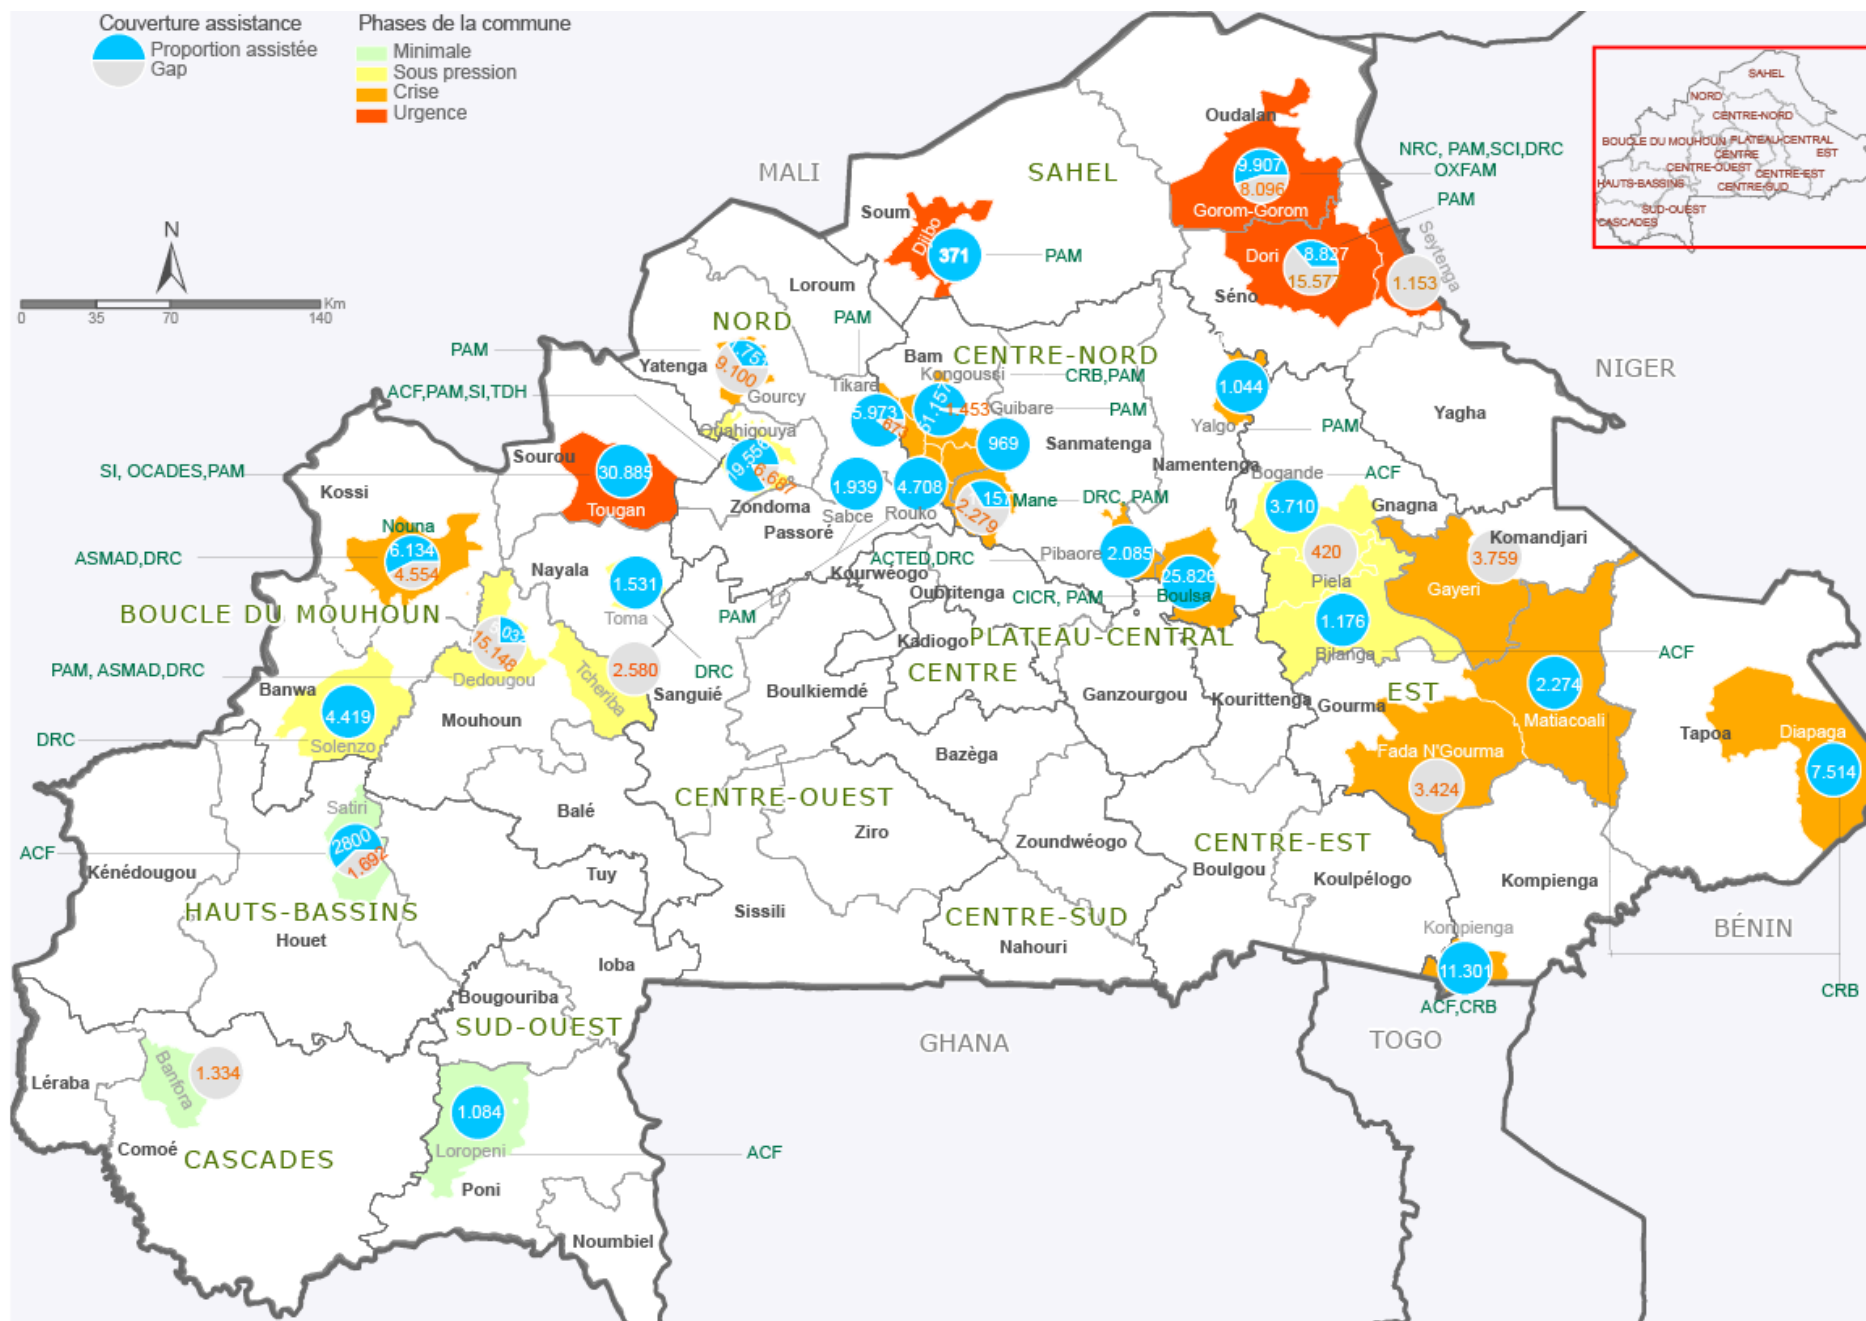 Couverture assistance
Proportion assistée
Gap
Phases de la commune
Minimale
Sous pression
Crise
Urgence
N
0 35 70 140 Km
SAHEL
NORD
CENTRE-NORD
BOUCLE DU MOUHOUN
PLATEAU-CENTRAL
CENTRE
EST
CENTRE-OUEST
CENTRE-EST
HAUTS-BASSINS
CENTRE-SUD
SUD-OUEST
CASCADES
MALI
SAHEL
Oudalan
9.907
8.096
Gorom-Gorom
NRC, PAM,SCI,DRC
OXFAM
PAM
Soum
Djibo
371
PAM
Dori
8.827
15.577
Séno
Seytenga
1.153
NIGER
Loroum
NORD
PAM
PAM
Yatenga
9.100
Gourcy
ACF,PAM,SI,TDH
Ouahigouya
19.556
6.687
Bam
CENTRE-NORD
Kongoussi
CRB,PAM
Tikare
5.973
673
1.453
Guibare
PAM
969
Sanmatenga
1.044
Yalgo
Yagha
PAM
Namentenga
Bogande
ACF
3.710
Gnagna
SI, OCADES,PAM
Sourou
30.885
Tougan
Kossi
Zondoma
Passoré
1.939
Sabce
4.708
Rouko
2.279
Mane
DRC, PAM
Nouna
6.134
4.554
ASMAD,DRC
Nayala
1.531
Toma
ACTED,DRC
Kourwéogo
Oubritenga
Pibaore
2.085
25.826
Boulsa
CICR, PAM
420
Piela
Komandjari
3.759
Gayeri
BOUCLE DU MOUHOUN
PAM
Kadiogo
PLATEAU-CENTRAL
1.176
Bilanga
ACF
15.148
Dedougou
PAM, ASMAD,DRC
2.580
Tcheriba
DRC
Sanguié
Boulkiemdé
CENTRE
Ganzourgou
Kourittenga
Gourma
EST
2.274
Matiacoali
Banwa
4.419
Solenzo
DRC
Mouhoun
Tapoa
Diapaga
7.514
Bazèga
Fada N'Gourma
3.424
CENTRE-OUEST
Satiri
2800
1.692
ACF
Balé
Ziro
Zoundwéogo
CENTRE-EST
Boulgou
Koulpélogo
Kompienga
Kénédougou
Tuy
HAUTS-BASSINS
Houet
Sissili
CENTRE-SUD
Nahouri
Kompienga
BÉNIN
Ioba
11.301
ACF,CRB
CRB
Bougouriba
SUD-OUEST
GHANA
TOGO
Léraba
Banfora
1.334
Comoé
CASCADES
1.084
Loropeni
ACF
Poni
Noumbiel